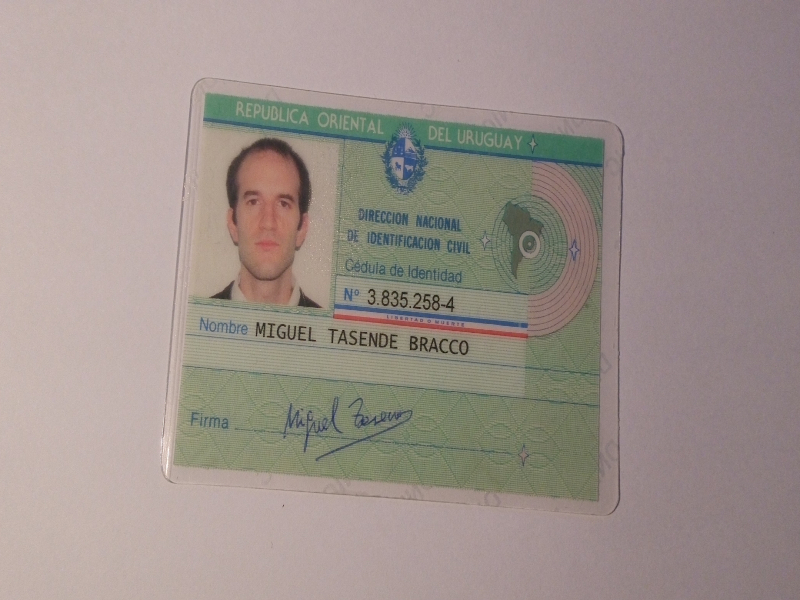 REPUBLICA ORIENTAL DEL URUGUAY
DIRECCION NACIONAL
DE IDENTIFICACION CIVIL
Cédula de Identidad
Nº 3.835.258-4
LIBERTAD O MUERTE
Nombre MIGUEL TASENDE BRACCO
Firma Miguel Tasende